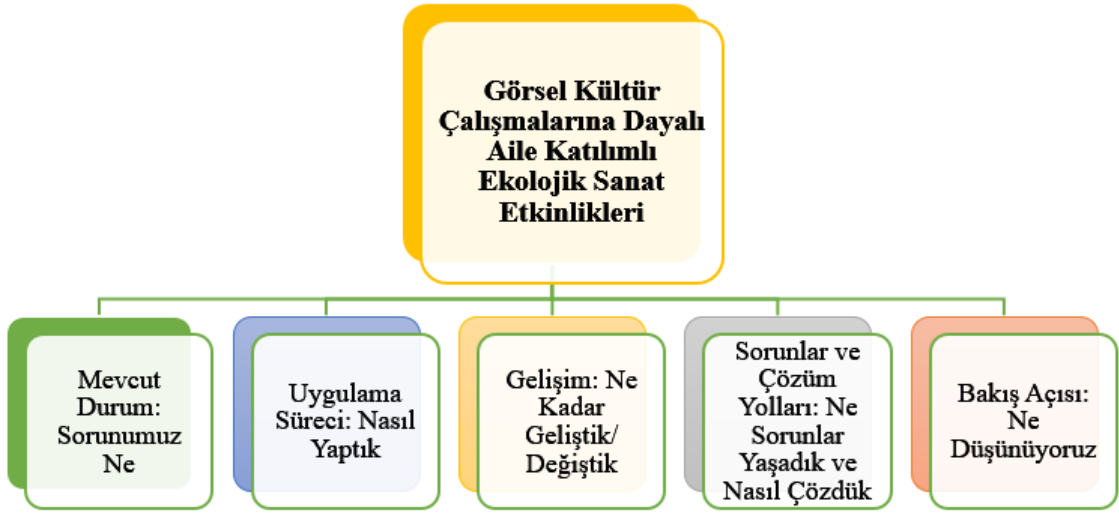 Görsel Kültür
Çalışmalarına Dayalı
Aile Katılımlı
Ekolojik Sanat
Etkinlikleri
Mevcut
Durum:
Sorunumuz
Ne
Uygulama
Süreci: Nasıl
Yaptık
Gelişim: Ne
Kadar
Geliştik/
Değiştik
Sorunlar ve
Çözüm
Yolları: Ne
Sorunlar
Yaşadık ve
Nasıl Çözdük
Bakış Açısı:
Ne
Düşünüyoruz